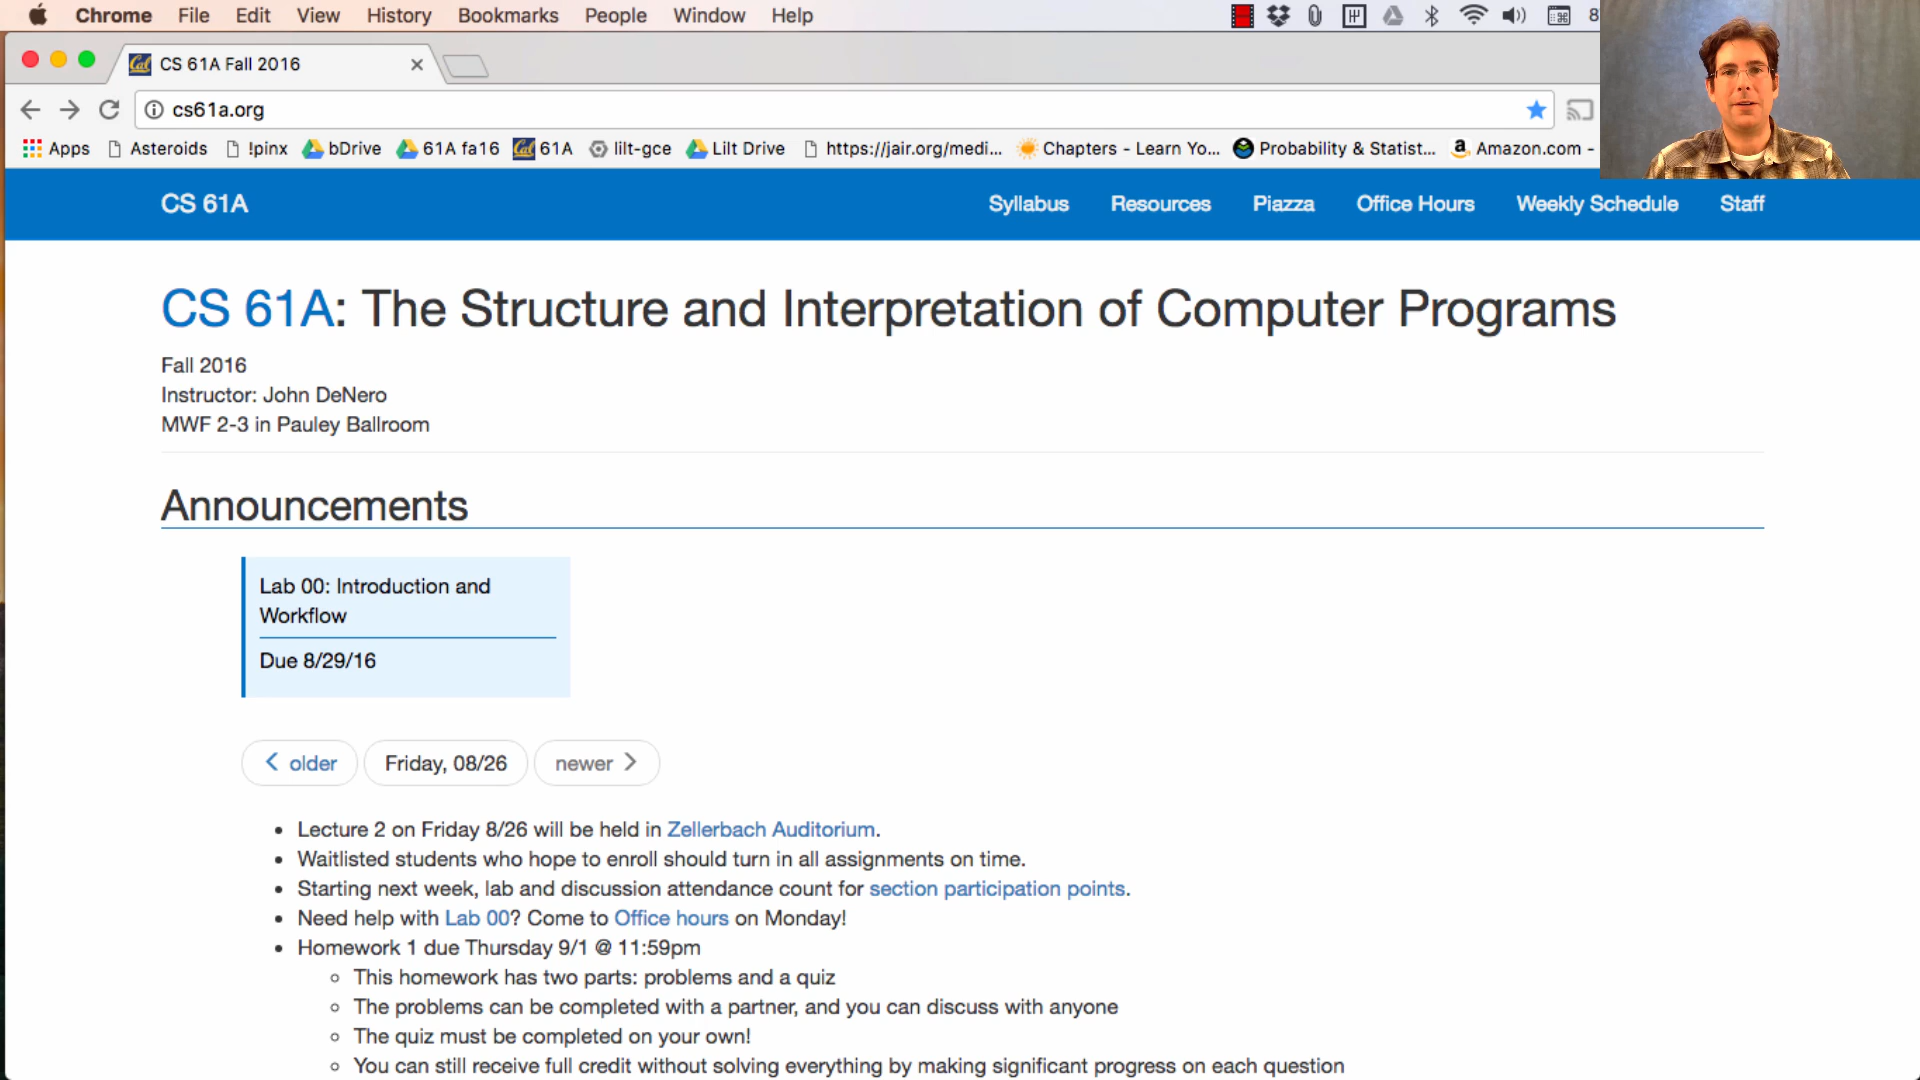 Chrome File Edit View History Bookmarks People Window Help 8
CS 61A Fall 2016
cs61a.org
Apps Asteroids !pinx bDrive 61A fa16 Cal 61A lilt-gce Lilt Drive https://jair.org/medi... Chapters - Learn Yo... Probability & Statist... a Amazon.com -
CS 61A Syllabus Resources Piazza Office Hours Weekly Schedule Staff
CS 61A: The Structure and Interpretation of Computer Programs
Fall 2016
Instructor: John DeNero
MWF 2-3 in Pauley Ballroom
Announcements
Lab 00: Introduction and
Workflow
Due 8/29/16
older Friday, 08/26 newer
Lecture 2 on Friday 8/26 will be held in Zellerbach Auditorium.
Waitlisted students who hope to enroll should turn in all assignments on time.
Starting next week, lab and discussion attendance count for section participation points.
Need help with Lab 00? Come to Office hours on Monday!
Homework 1 due Thursday 9/1 @ 11:59pm
This homework has two parts: problems and a quiz
The problems can be completed with a partner, and you can discuss with anyone
The quiz must be completed on your own!
You can still receive full credit without solving everything by making significant progress on each question